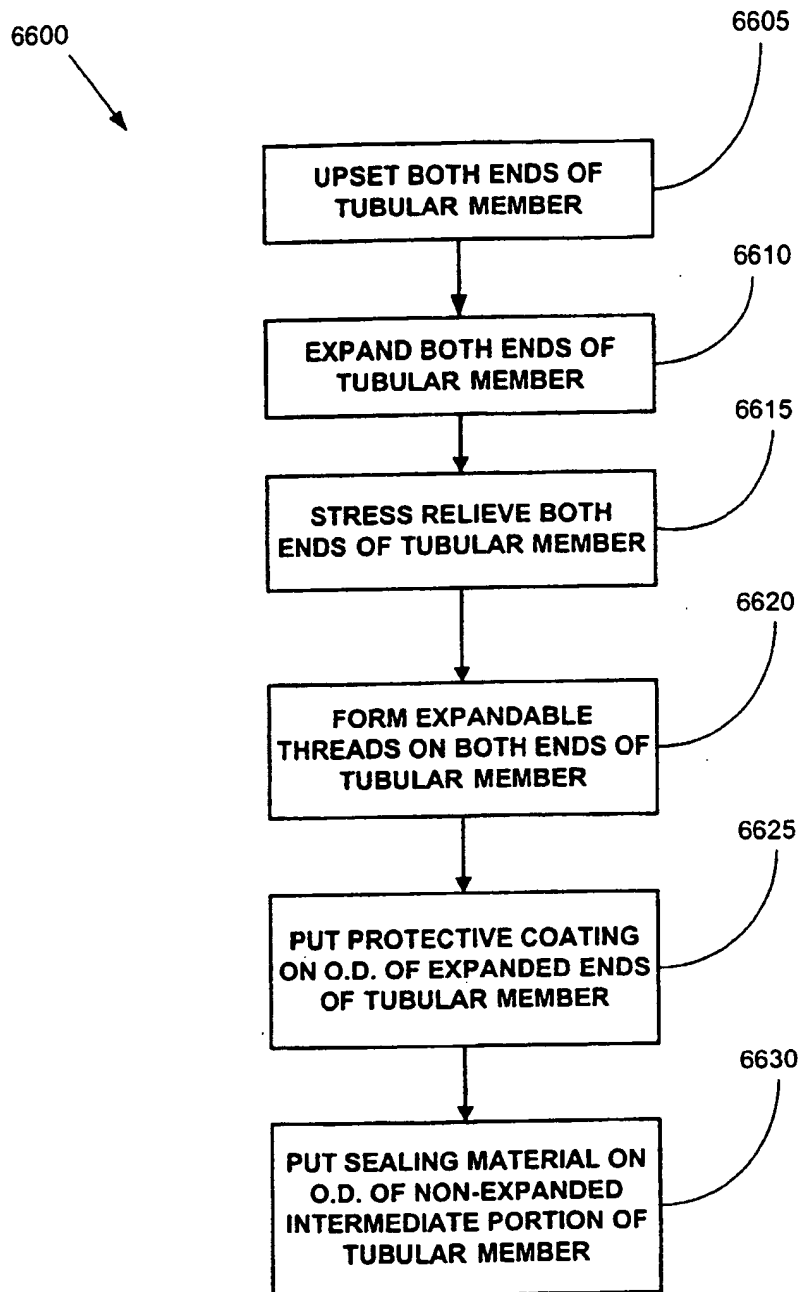 6600
6605
UPSET BOTH ENDS OF
TUBULAR MEMBER
6610
EXPAND BOTH ENDS OF
TUBULAR MEMBER
6615
STRESS RELIEVE BOTH
ENDS OF TUBULAR MEMBER
6620
FORM EXPANDABLE
THREADS ON BOTH ENDS OF
TUBULAR MEMBER
6625
PUT PROTECTIVE COATING
ON O.D. OF EXPANDED ENDS
OF TUBULAR MEMBER
6630
PUT SEALING MATERIAL ON
O.D. OF NON-EXPANDED
INTERMEDIATE PORTION OF
TUBULAR MEMBER